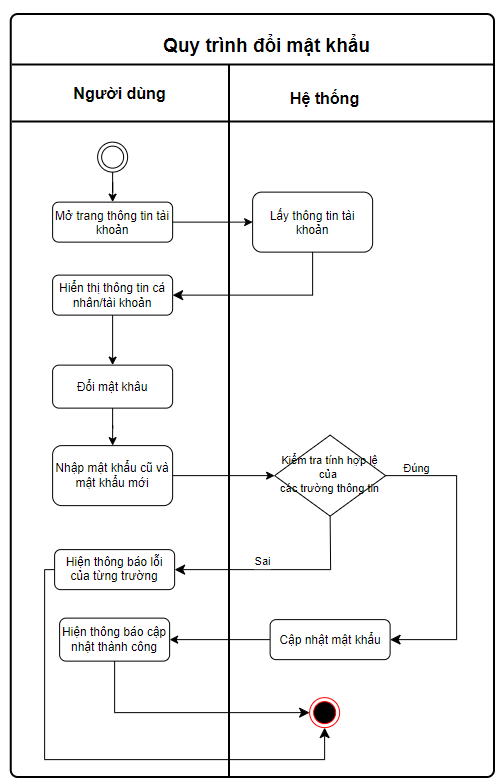 Quy trình đổi mật khẩu
Người dùng
Hệ thống
Mở trang thông tin tài
khoản
Lấy thông tin tài
khoản
Hiển thị thông tin cá
nhân/tài khoản
Đổi mật khâu
Nhập mật khẩu cũ và
mật khẩu mới
Kiểm tra tính hợp lệ
của
các trường thông tin
Đúng
Sai
Hiện thông báo lỗi
của từng trường
Hiện thông báo cập
nhật thành công
Cập nhật mật khẩu